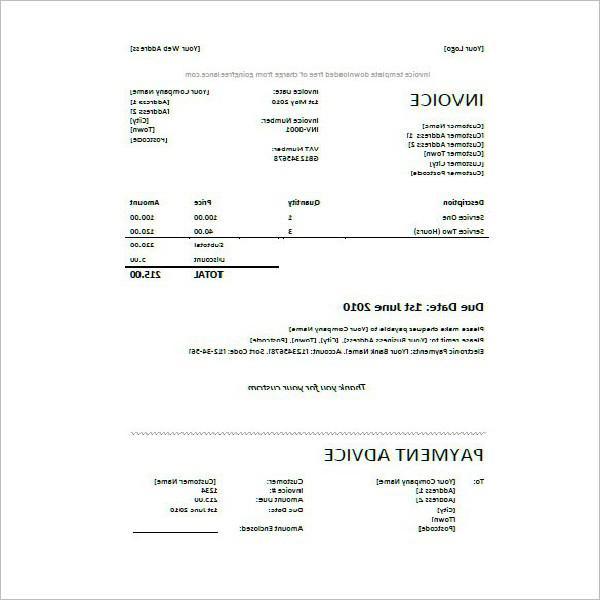 [Your Logo] [Your Web Address]
Invoice template downloaded free of charge from goingfreelance.com
INVOICE
[Customer Name]
[Customer Address 1]
[Customer Address 2]
[Customer Town]
[Customer City]
[Customer Postcode]
Invoice Date:
1st May 2010
Invoice Number:
INV-0001
VAT Number:
GB12345678
[Your Company Name]
[Address 1]
[Address 2]
[City]
[Town]
[Postcode]
Description Quantity Price Amount
Service One 1 100.00 100.00
Service Two (Hours) 3 40.00 120.00
Subtotal 220.00
Discount 5.00
TOTAL 215.00
Due Date: 1st June 2010
Please make cheques payable to [Your Company Name]
Please remit to: [Your Business Address], [City], [Town], [Postcode]
Electronic Payments: [Your Bank Name], Account: [12345678], Sort Code: [12-34-56]
Thank you for your custom
PAYMENT ADVICE
To: [Your Company Name]
[Address 1]
[Address 2]
[City]
[Town]
[Postcode]
Customer: [Customer Name]
Invoice #: 1234
Amount Due: 215.00
Due Date: 1st June 2010
Amount Enclosed: